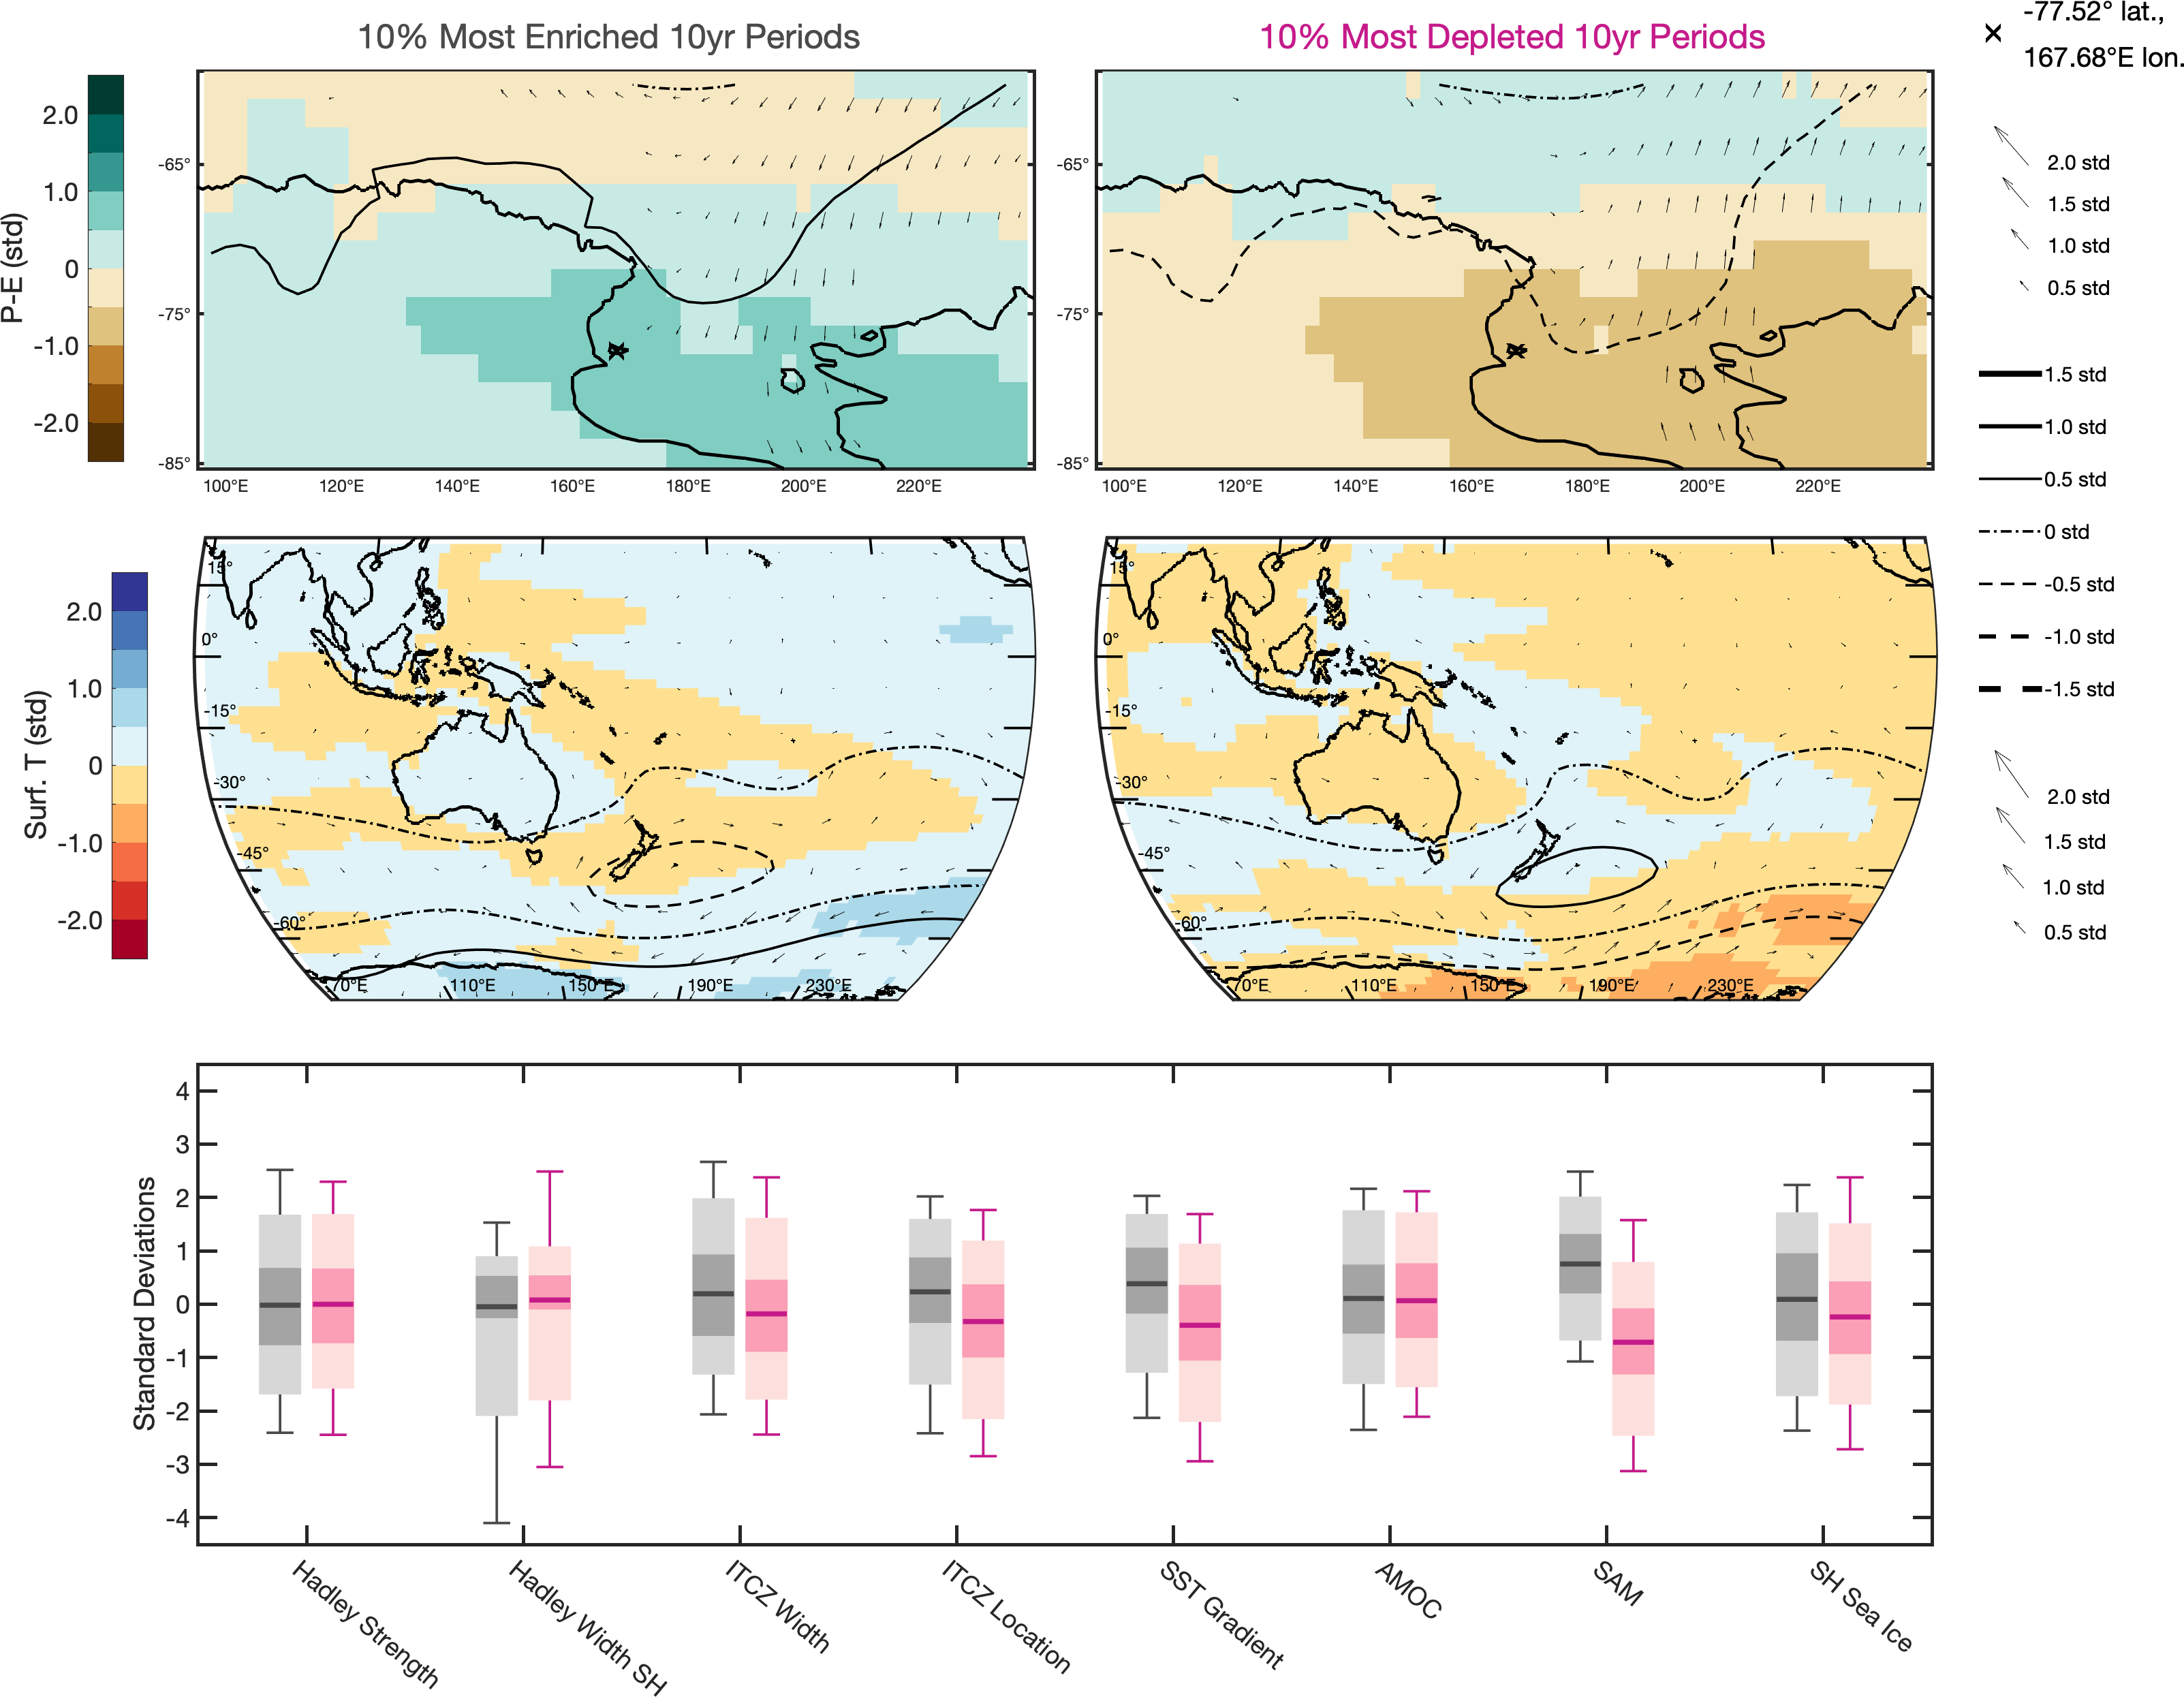 10% Most Enriched 10yr Periods
10% Most Depleted 10yr Periods
-77.52° lat.,
167.68°E lon.
P-E (std)
2.0
1.0
0
-1.0
-2.0
-65°
-75°
-85°
100°E 120°E 140°E 160°E 180°E 200°E 220°E
-65°
-75°
-85°
100°E 120°E 140°E 160°E 180°E 200°E 220°E
2.0 std
1.5 std
1.0 std
0.5 std
1.5 std
1.0 std
0.5 std
0 std
-0.5 std
-1.0 std
-1.5 std
Surf. T (std)
2.0
1.0
0
-1.0
-2.0
15°
0°
-15°
-30°
-45°
-60°
70°E 110°E 150°E 190°E 230°E
15°
0°
-15°
-30°
-45°
-60°
70°E 110°E 150°E 190°E 230°E
2.0 std
1.5 std
1.0 std
0.5 std
Standard Deviations
4
3
2
1
0
-1
-2
-3
-4
Hadley Strength
Hadley Width SH
ITCZ Width
ITCZ Location
SST Gradient
AMOC
SAM
SH Sea Ice